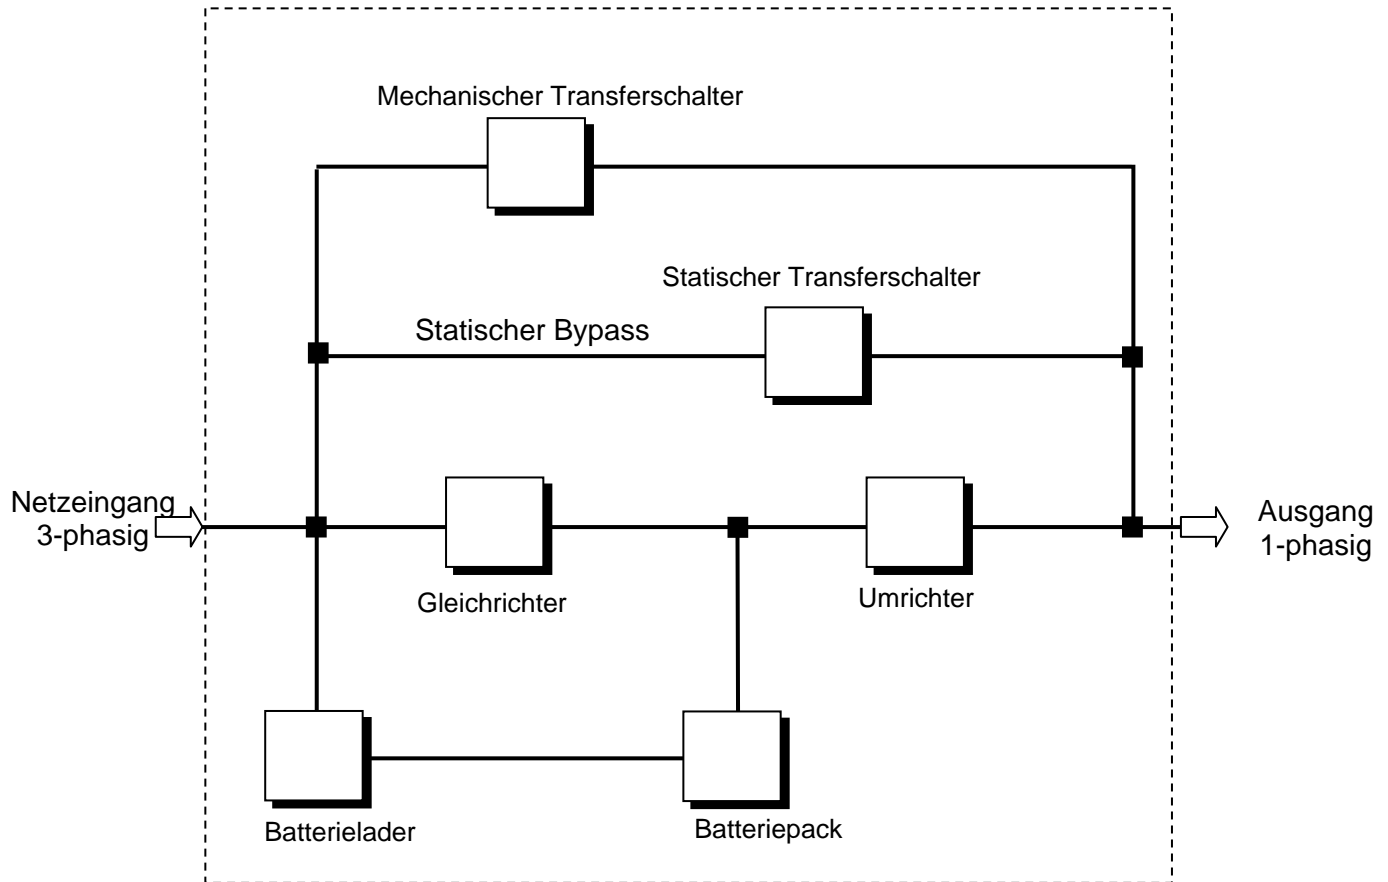 Mechanischer Transferschalter
Statischer Transferschalter
Statischer Bypass
Netzeingang
3-phasig
Ausgang
1-phasig
Gleichrichter
Umrichter
Batterielader
Batteriepack